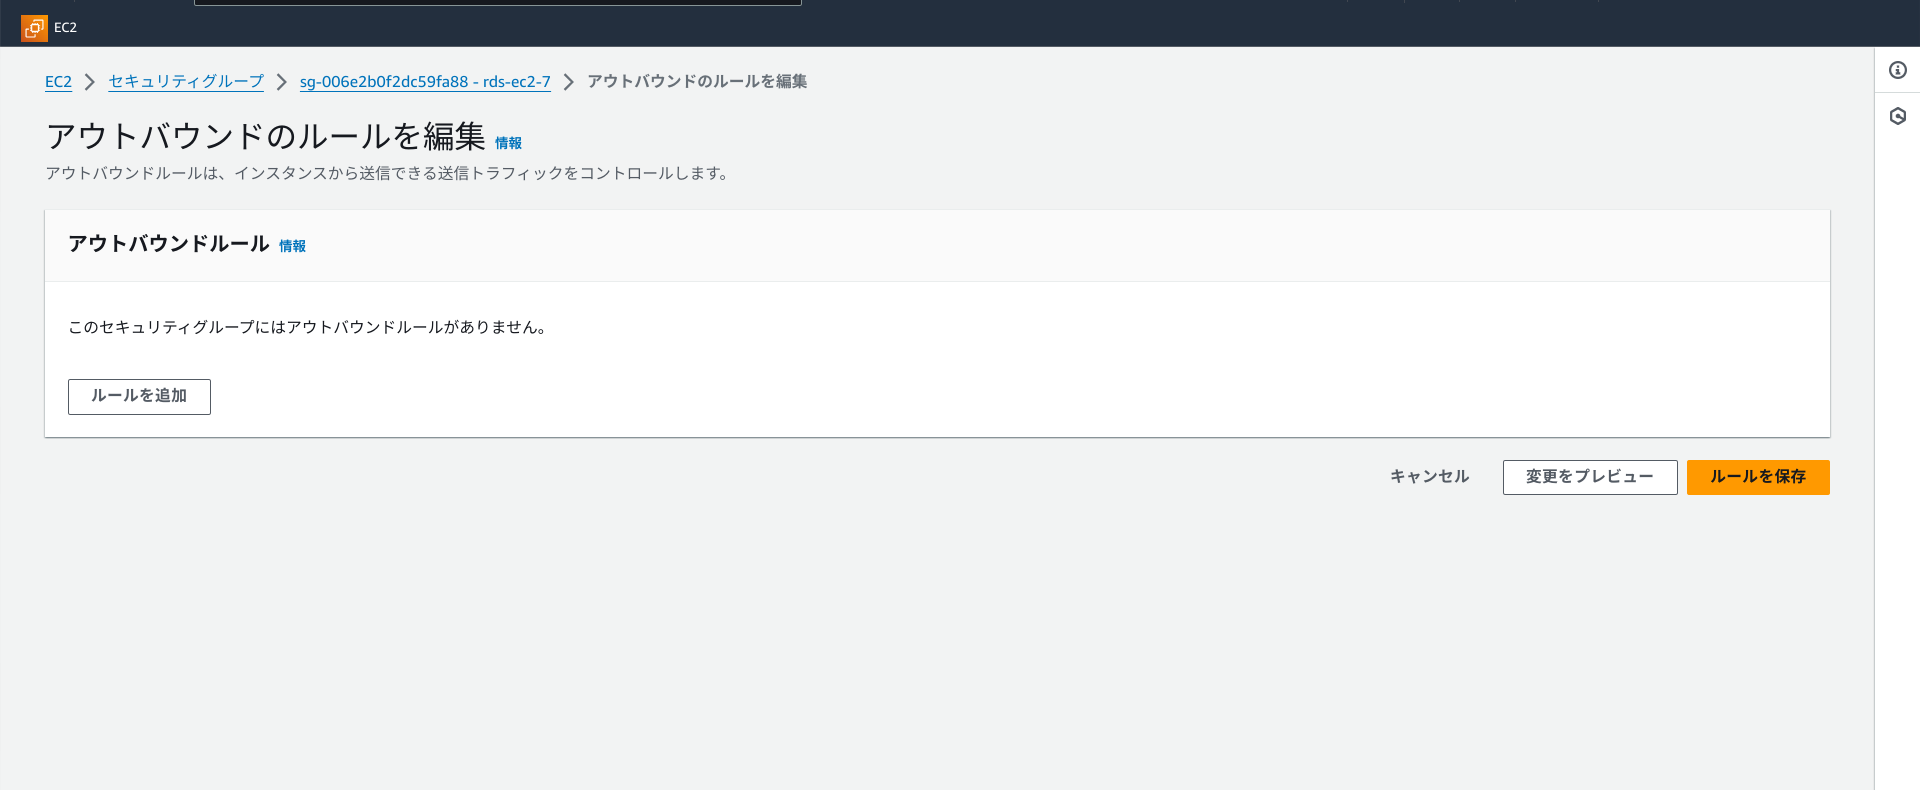 EC2
EC2 セキュリティグループ sg-006e2b0f2dc59fa88 - rds-ec2-7 アウトバウンドのルールを編集
アウトバウンドのルールを編集 情報
アウトバウンドルールは、インスタンスから送信できる送信トラフィックをコントロールします。
アウトバウンドルール 情報
このセキュリティグループにはアウトバウンドルールがありません。
ルールを追加
キャンセル 変更をプレビュー ルールを保存